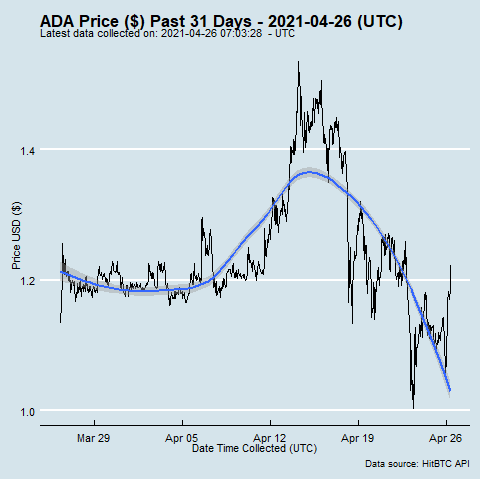 ADA Price ($) Past 31 Days - 2021-04-26 (UTC)
Latest data collected on: 2021-04-26 07:03:28 - UTC
Price USD ($)
1.4
1.2
1.0
Mar 29 Apr 05 Apr 12 Apr 19 Apr 26
Date Time Collected (UTC)
Data source: HitBTC API